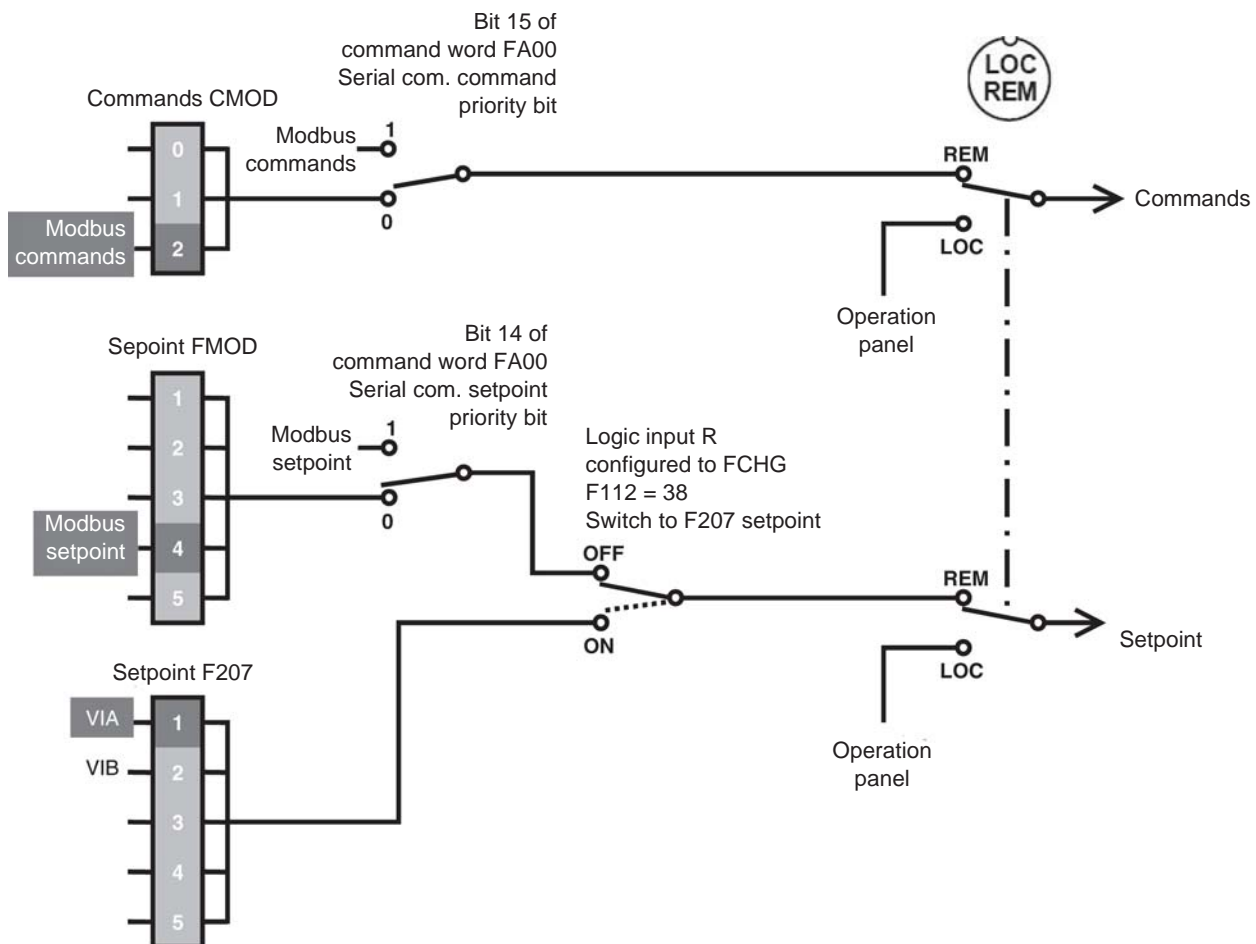 Bit 15 of
command word FA00
Serial com. command
priority bit
LOC
REM
Commands CMOD
0
1
2
Modbus
commands
Modbus
commands
1
0
REM
LOC
Commands
Operation
panel
Sepoint FMOD
1
2
3
4
5
Modbus
setpoint
Bit 14 of
command word FA00
Serial com. setpoint
priority bit
Modbus
setpoint
1
0
Logic input R
configured to FCHG
F112 = 38
Switch to F207 setpoint
OFF
ON
REM
LOC
Setpoint
Operation
panel
Setpoint F207
VIA
VIB
1
2
3
4
5